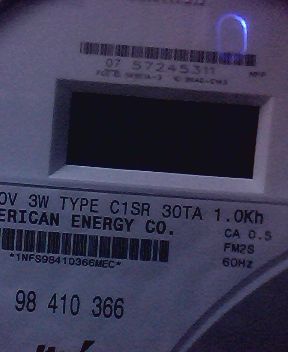 07 57245311
0V 3W TYPE C1SR 30TA 1.0Kh
ERICAN ENERGY CO.
CA 0.5
FM2S
60Hz
*1NFS98410366MEC*
98 410 366